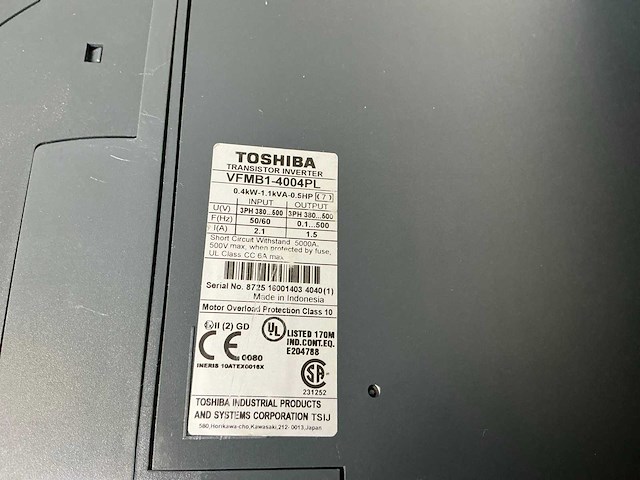 TOSHIBA
TRANSISTOR INVERTER
VFMB1-4004PL
0.4kW-1.1kVA-0.5HP (7)
INPUT OUTPUT
U(V) 3PH 380...500 3PH 380...500
F(Hz) 50/60 0.1...500
I(A) 2.1 1.5
Short Circuit Withstand 5000A,
500V max, when protected by fuse,
UL Class CC 6A max
Serial No. 8725 16001403 4040(1)
Made in Indonesia
Motor Overload Protection Class 10
II (2) GD
CE 0080
INERIS 10ATEX0016X
UL LISTED 170M
IND.CONT.EQ.
E204788
SA
231252
TOSHIBA INDUSTRIAL PRODUCTS
AND SYSTEMS CORPORATION TSIJ
580,Horikawa-cho,Kawasaki,212-0013,Japan